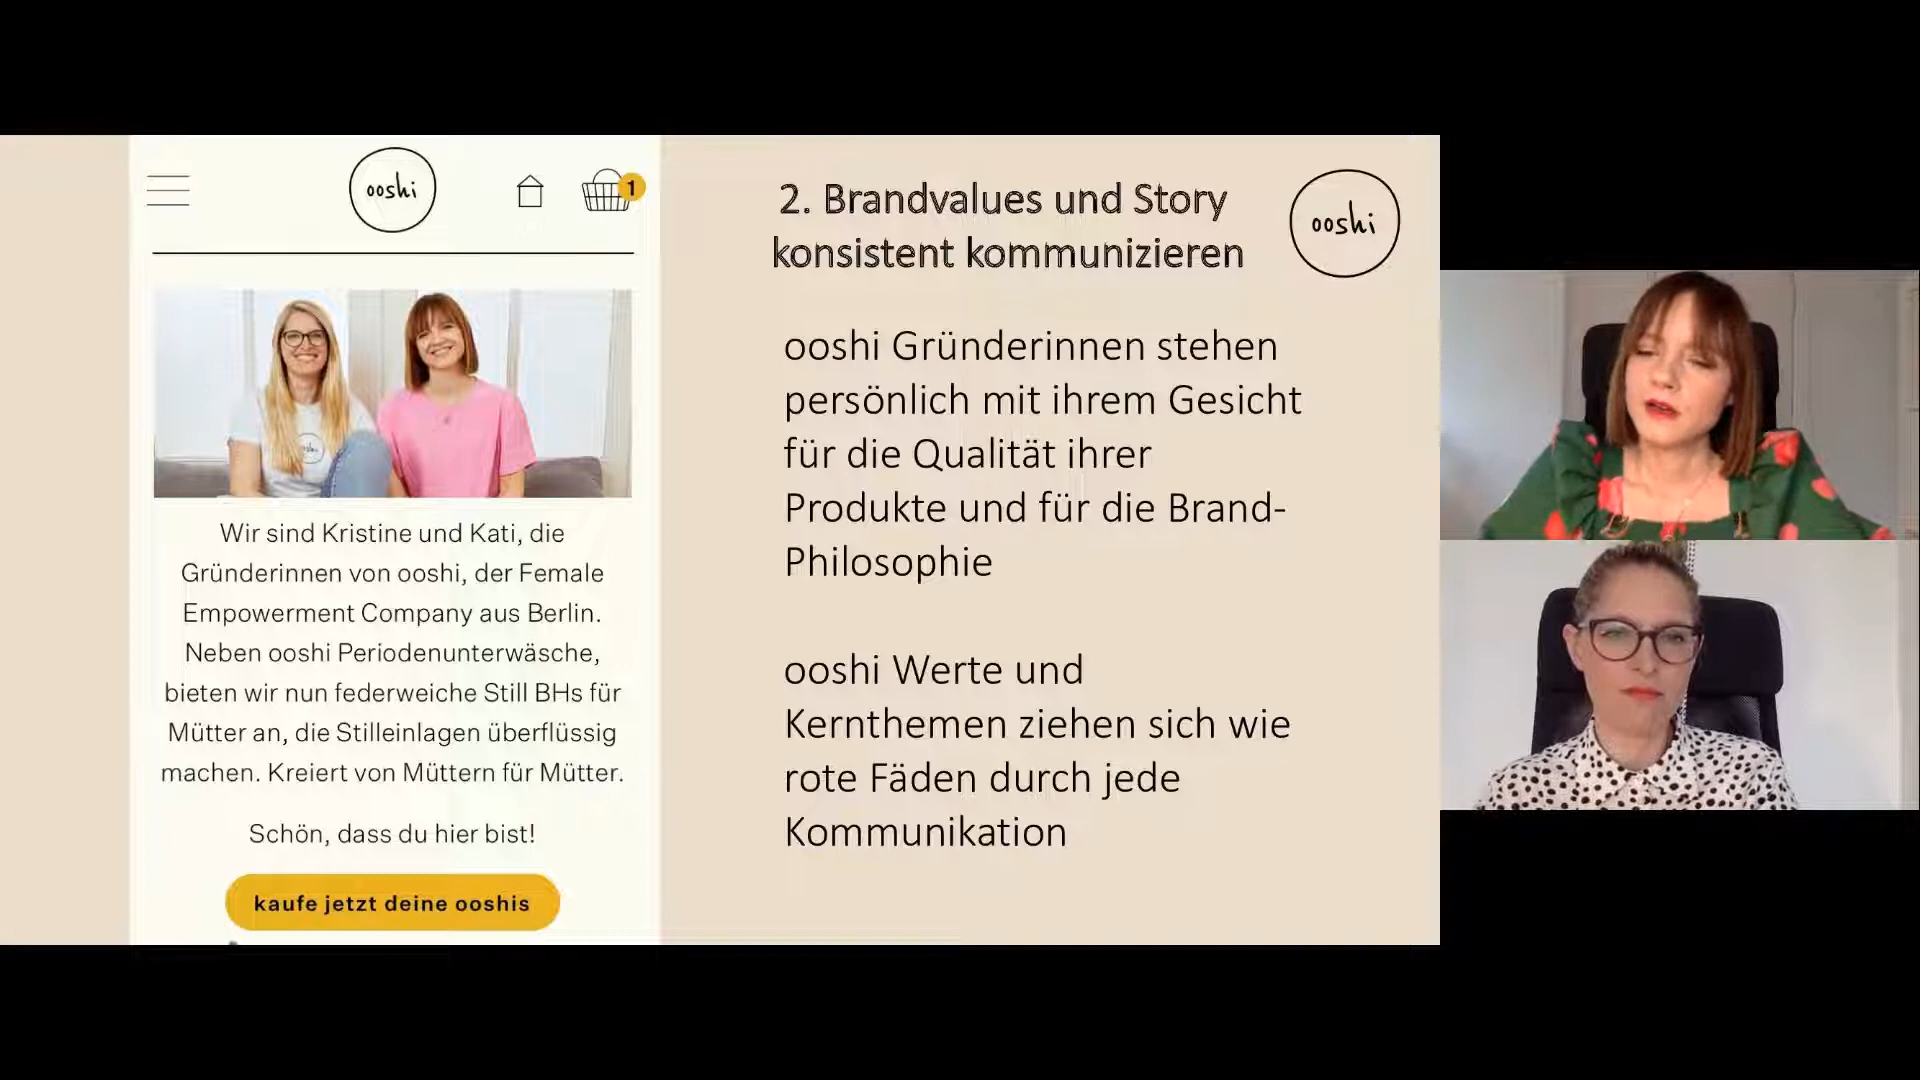 ooshi
1
Wir sind Kristine und Kati, die
Gründerinnen von ooshi, der Female
Empowerment Company aus Berlin.
Neben ooshi Periodenunterwäsche,
bieten wir nun federweiche Still BHs für
Mütter an, die Stilleinlagen überflüssig
machen. Kreiert von Müttern für Mütter.
Schön, dass du hier bist!
kaufe jetzt deine ooshis
2. Brandvalues und Story
konsistent kommunizieren
ooshi
ooshi Gründerinnen stehen
persönlich mit ihrem Gesicht
für die Qualität ihrer
Produkte und für die Brand-
Philosophie
ooshi Werte und
Kernthemen ziehen sich wie
rote Fäden durch jede
Kommunikation